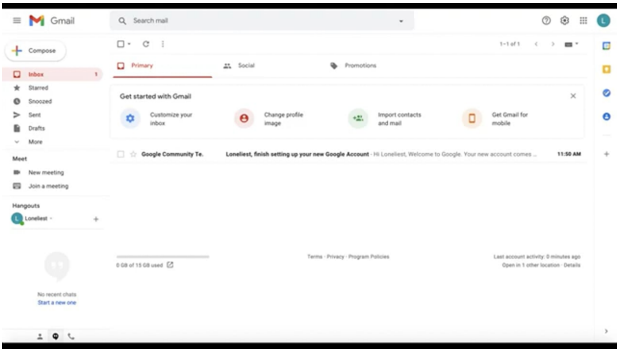 Gmail
Search mail
L
Compose
1–1 of 1
Inbox 1
Starred
Snoozed
Sent
Drafts
More
Primary
Social
Promotions
Get started with Gmail
Customize your inbox
Change profile image
Import contacts and mail
Get Gmail for mobile
Google Community Te. Loneliest, finish setting up your new Google Account - Hi Loneliest, Welcome to Google. Your new account comes ... 11:50 AM
Meet
New meeting
Join a meeting
Hangouts
L Loneliest
No recent chats
Start a new one
0 GB of 15 GB used
Terms · Privacy · Program Policies
Last account activity: 0 minutes ago
Open in 1 other location · Details